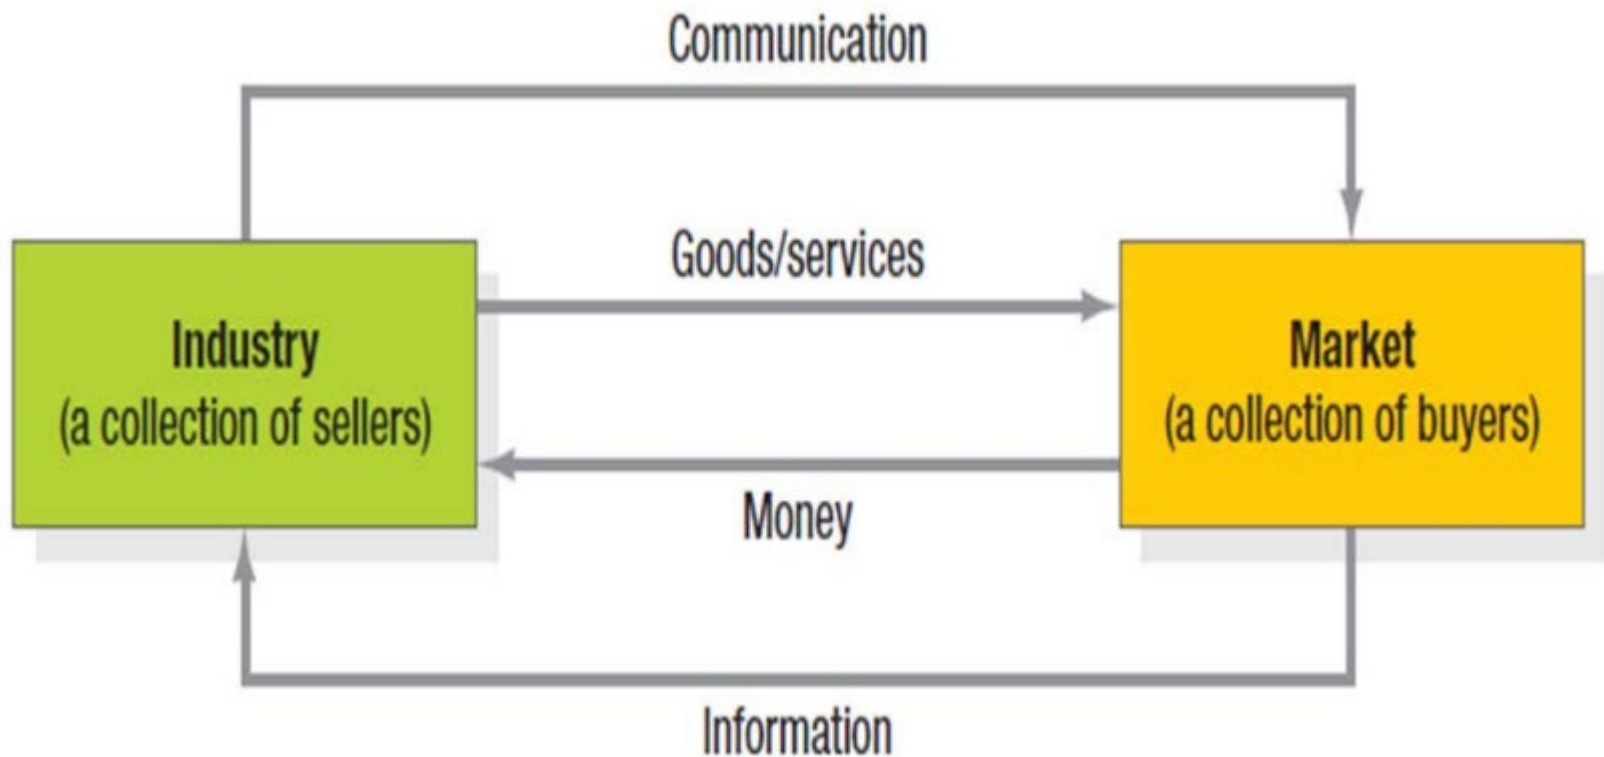 Communication
Goods/services
Industry
(a collection of sellers)
Market
(a collection of buyers)
Money
Information